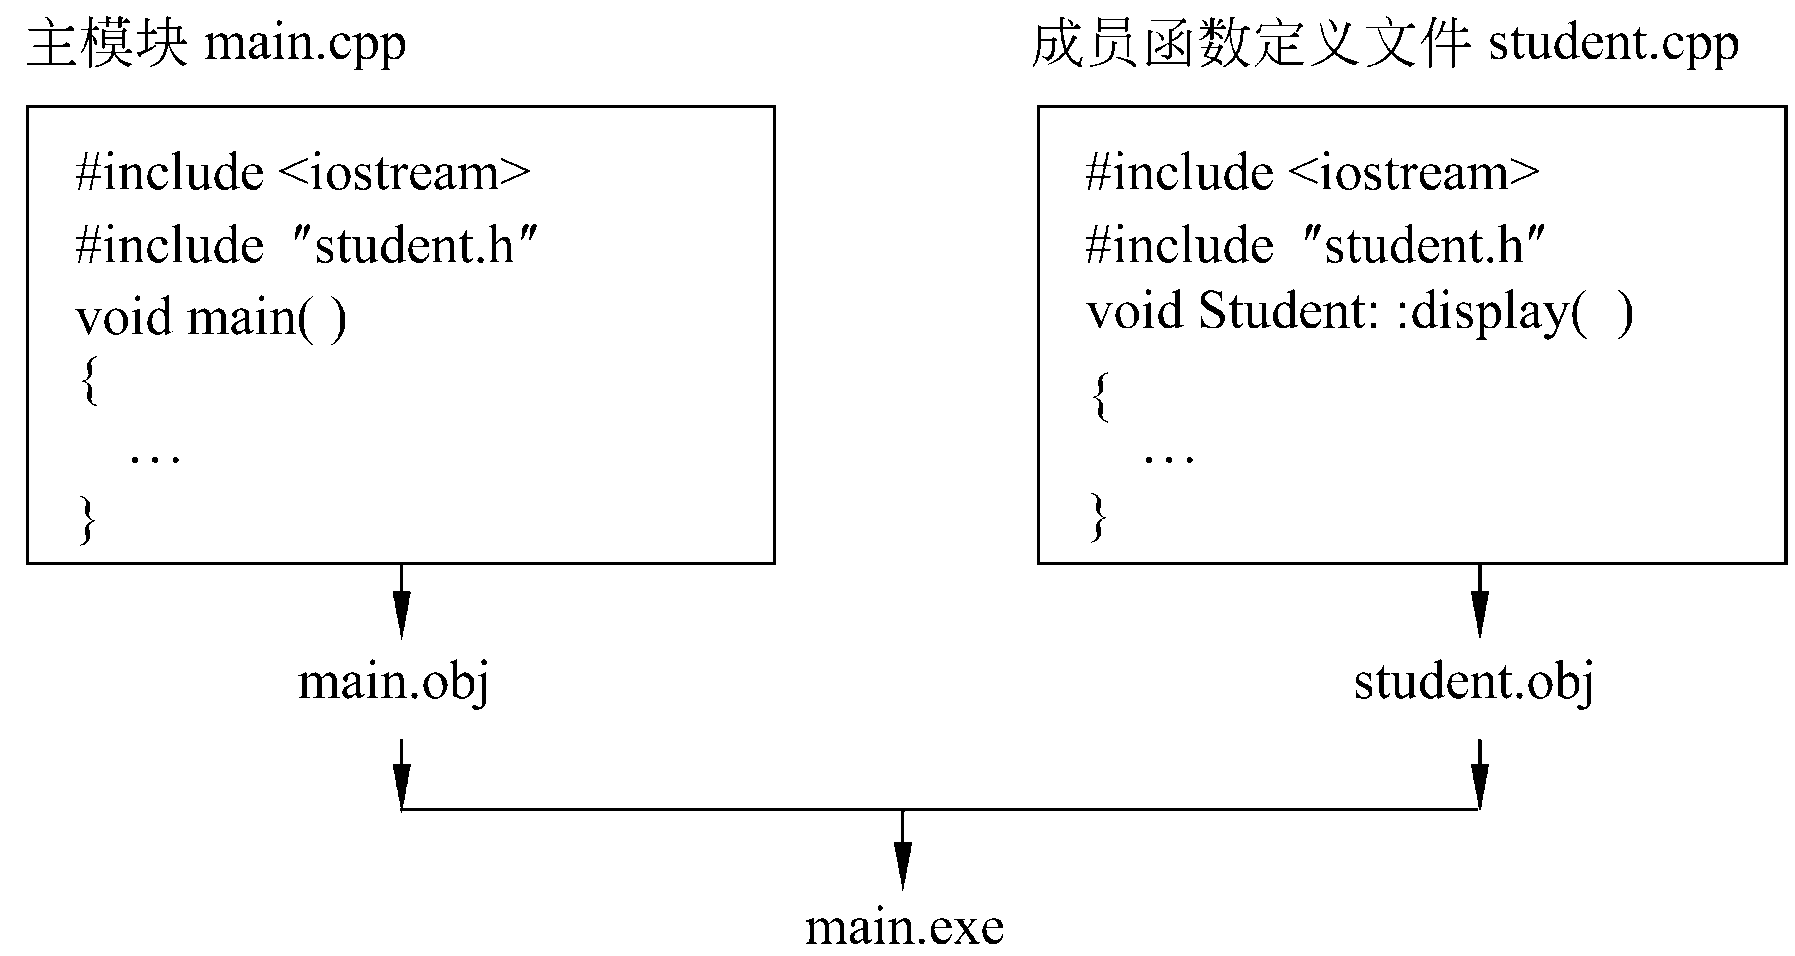 主模块 main.cpp
#include <iostream>
#include ″student.h″
void main( )
{
…
}
main.obj
成员函数定义文件 student.cpp
#include <iostream>
#include ″student.h″
void Student: :display( )
{
…
}
student.obj
main.exe